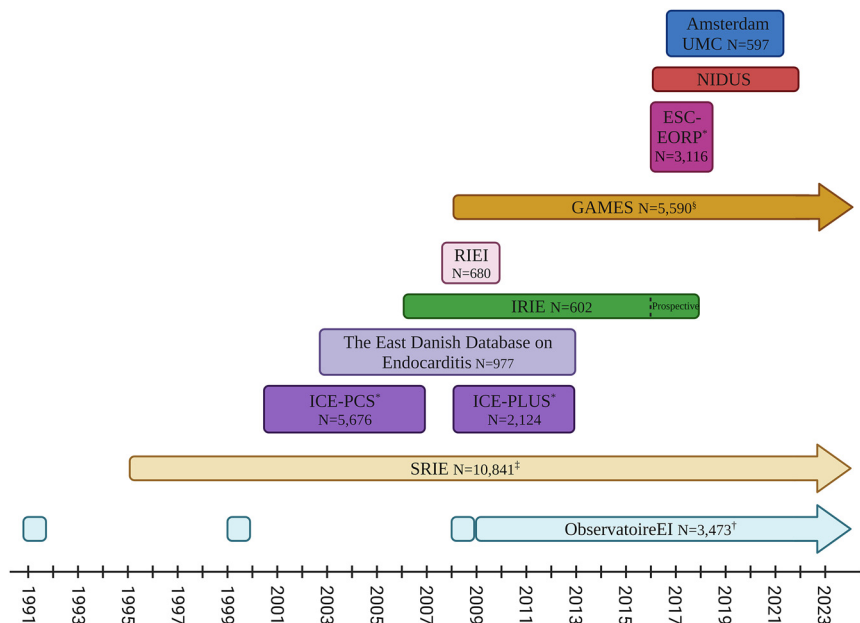 Amsterdam
UMC N=597
NIDUS
ESC-
EORP*
N=3,116
GAMES N=5,590§
RIEI
N=680
IRIE N=602
Prospective
The East Danish Database on
Endocarditis N=977
ICE-PCS*
N=5,676
ICE-PLUS*
N=2,124
SRIE N=10,841‡
ObservatoireEI N=3,473†
1991
1993
1995
1997
1999
2001
2003
2005
2007
2009
2011
2013
2015
2017
2019
2021
2023